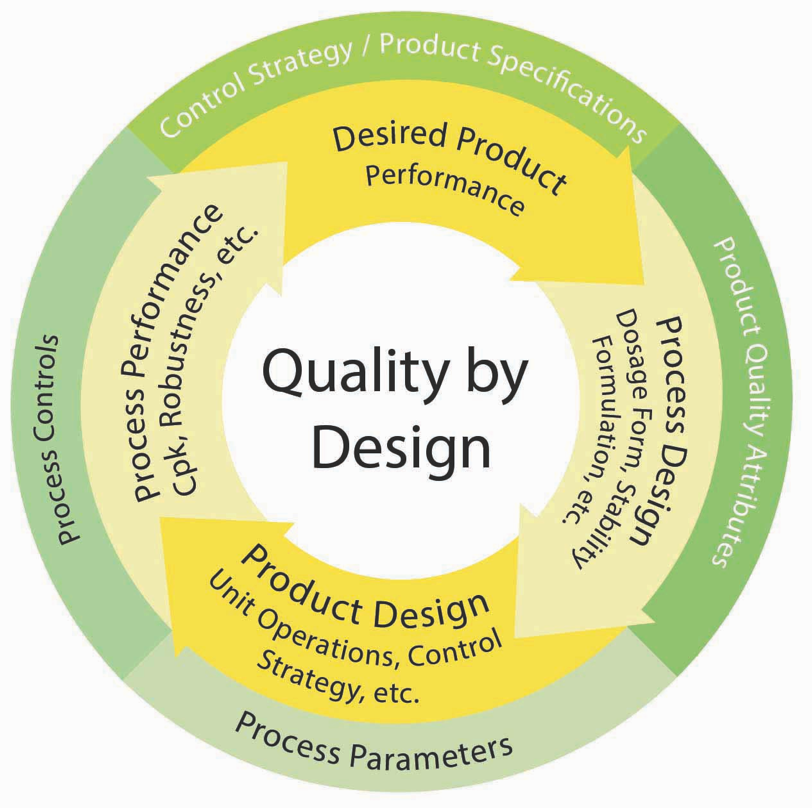 Control Strategy / Product Specifications
Desired Product
Performance
Product Quality Attributes
Process Design
Dosage Form, Stability
Formulation, etc.
Quality by
Design
Product Design
Unit Operations, Control
Strategy, etc.
Process Parameters
Process Performance
Cpk, Robustness, etc.
Process Controls